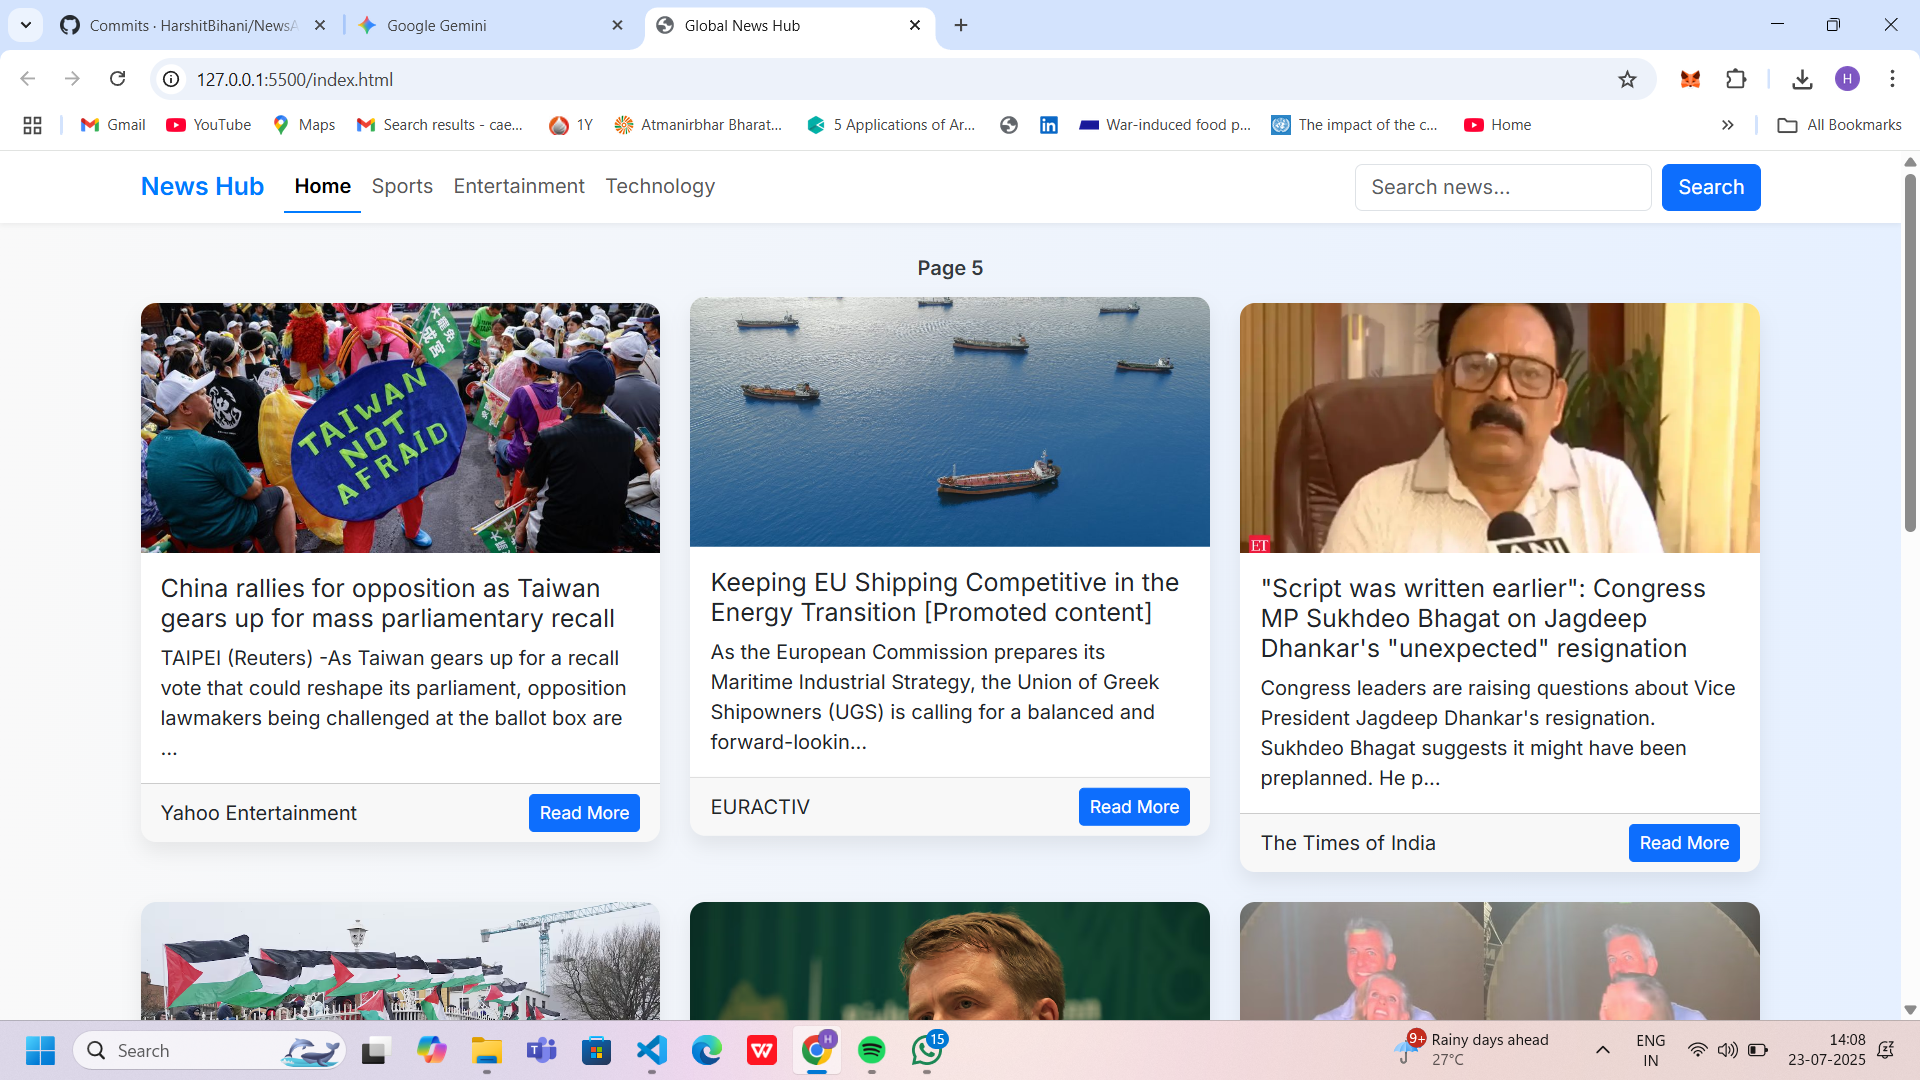 Commits · HarshitBihani/NewsA
Google Gemini
Global News Hub
127.0.0.1:5500/index.html
H
Gmail
YouTube
Maps
Search results - cae...
1Y
Atmanirbhar Bharat...
5 Applications of Ar...
War-induced food p...
The impact of the c...
Home
All Bookmarks
News Hub
Home
Sports
Entertainment
Technology
Search news...
Search
Page 5
TAIWAN
NOT
AFRAID
ET
ANI
China rallies for opposition as Taiwan
gears up for mass parliamentary recall
TAIPEI (Reuters) -As Taiwan gears up for a recall
vote that could reshape its parliament, opposition
lawmakers being challenged at the ballot box are
...
Yahoo Entertainment
Read More
Keeping EU Shipping Competitive in the
Energy Transition [Promoted content]
As the European Commission prepares its
Maritime Industrial Strategy, the Union of Greek
Shipowners (UGS) is calling for a balanced and
forward-lookin...
EURACTIV
Read More
"Script was written earlier": Congress
MP Sukhdeo Bhagat on Jagdeep
Dhankar's "unexpected" resignation
Congress leaders are raising questions about Vice
President Jagdeep Dhankar's resignation.
Sukhdeo Bhagat suggests it might have been
preplanned. He p...
The Times of India
Read More
Search
H
15
9+
Rainy days ahead
27°C
ENG
IN
14:08
23-07-2025